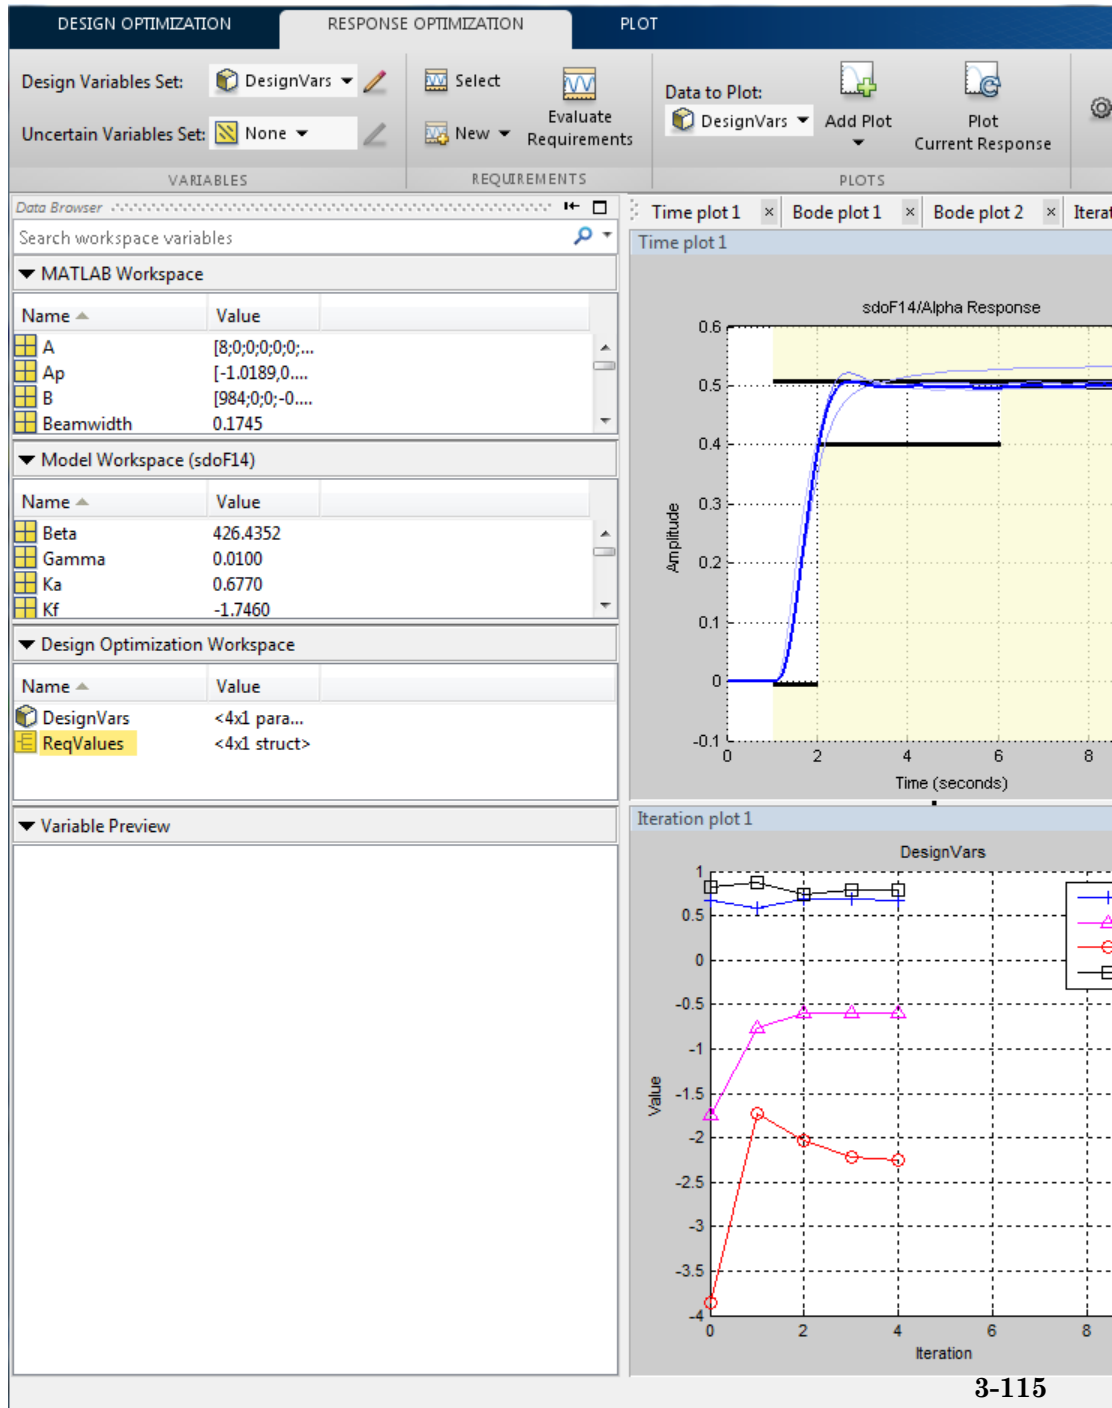 DESIGN OPTIMIZATION RESPONSE OPTIMIZATION PLOT
Design Variables Set: DesignVars
Uncertain Variables Set: None
VARIABLES
Select
New
Evaluate
Requirements
REQUIREMENTS
Data to Plot:
DesignVars
Add Plot
Plot
Current Response
PLOTS
Data Browser
Search workspace variables
MATLAB Workspace
Name Value
A [8;0;0;0;0;0;...
Ap [-1.0189,0....
B [984;0;0;-0....
Beamwidth 0.1745
Model Workspace (sdoF14)
Name Value
Beta 426.4352
Gamma 0.0100
Ka 0.6770
Kf -1.7460
Design Optimization Workspace
Name Value
DesignVars <4x1 para...
ReqValues <4x1 struct>
Variable Preview
Time plot 1 × Bode plot 1 × Bode plot 2 × Iterat
Time plot 1
sdoF14/Alpha Response
0.6
0.5
0.4
0.3
0.2
0.1
0
-0.1
Amplitude
0 2 4 6 8
Time (seconds)
Iteration plot 1
DesignVars
1
0.5
0
-0.5
-1
-1.5
-2
-2.5
-3
-3.5
-4
Value
0 2 4 6 8
Iteration
3-115